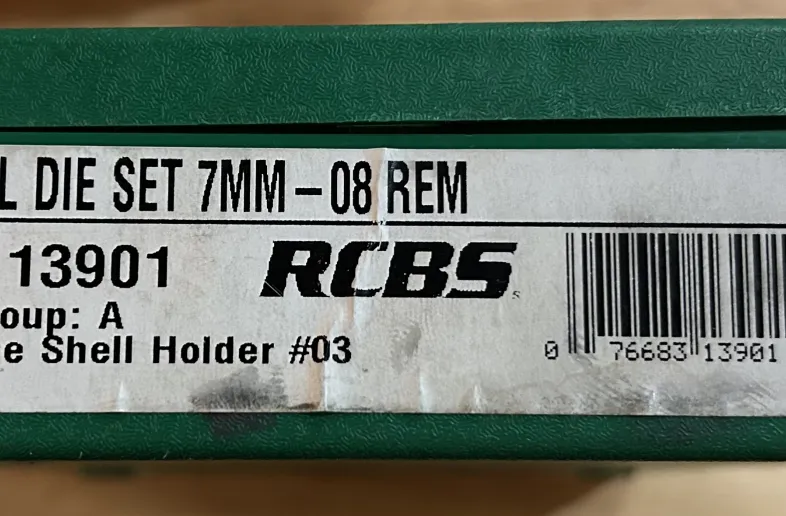 L DIE SET 7MM-08 REM
13901
RCBS
oup: A
e Shell Holder #03
0 76683 13901